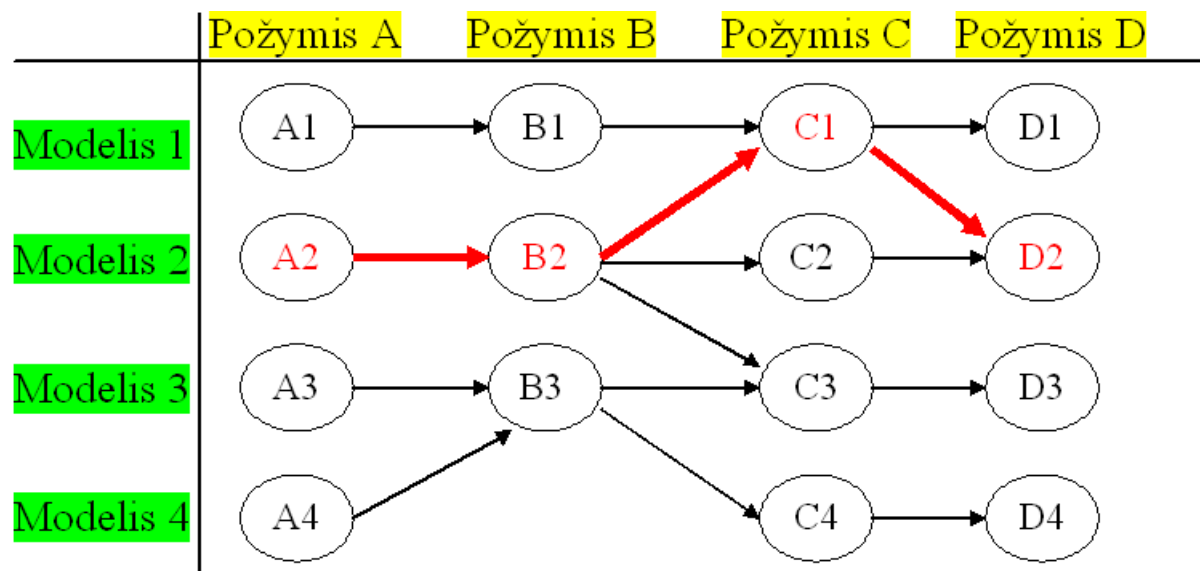 Požymis A Požymis B Požymis C Požymis D
Modelis 1 A1 B1 C1 D1
Modelis 2 A2 B2 C2 D2
Modelis 3 A3 B3 C3 D3
Modelis 4 A4 C4 D4